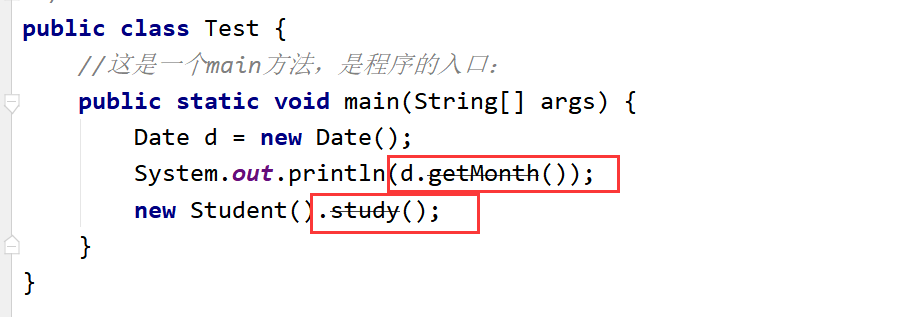 public class Test {
//这是一个main方法，是程序的入口：
public static void main(String[] args) {
Date d = new Date();
System.out.println(d.getMonth());
new Student().study();
}
}